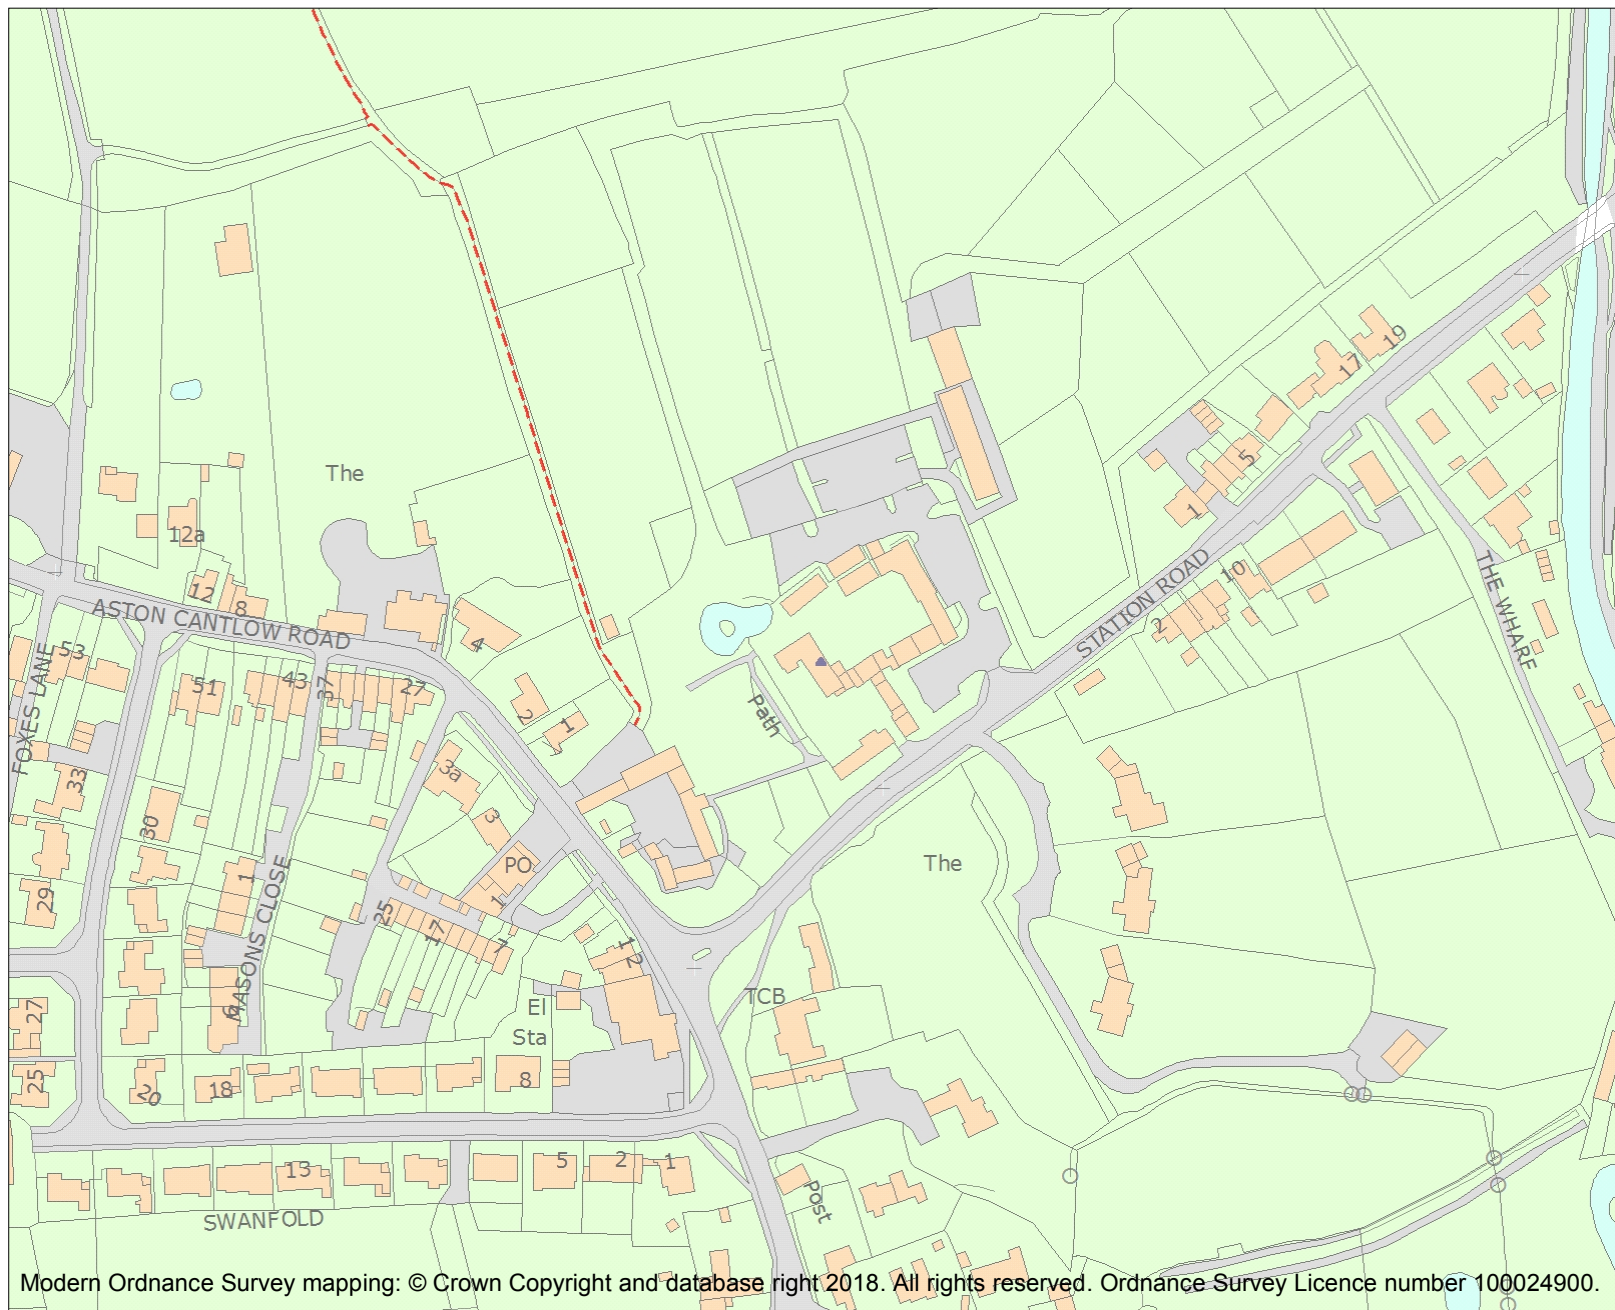 19
17
The
5
12a
1
THE WHARF
10
12
8
ASTON CANTLOW ROAD
STATION ROAD
2
4
53
FOXES LANE
51
43
37
27
2
1
Path
33
3a
3
30
PO
The
1
1
29
25
17
7
MASONS CLOSE
12
TCB
El
Sta
27
6
25
20
18
8
13
5
2
1
Post
SWANFOLD
Modern Ordnance Survey mapping: © Crown Copyright and database right 2018. All rights reserved. Ordnance Survey Licence number 100024900.